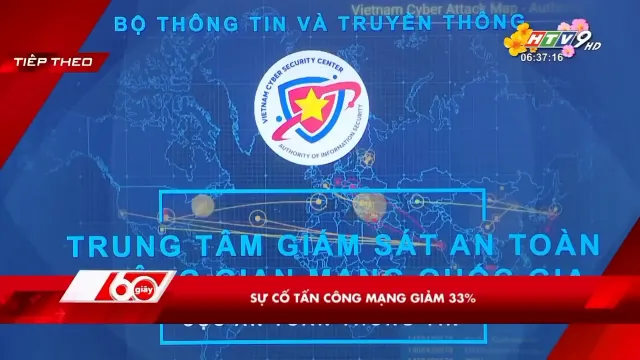 Vietnam Cyber Attack Map - Autho
BỘ THÔNG TIN VÀ TRUYỀN THÔNG
HTV9 HD
TIẾP THEO
06:37:16
VIETNAM CYBER SECURITY CENTER
AUTHORITY OF INFORMATION SECURITY
TRUNG TÂM GIÁM SÁT AN TOÀN
60 giây
SỰ CỐ TẤN CÔNG MẠNG GIẢM 33%